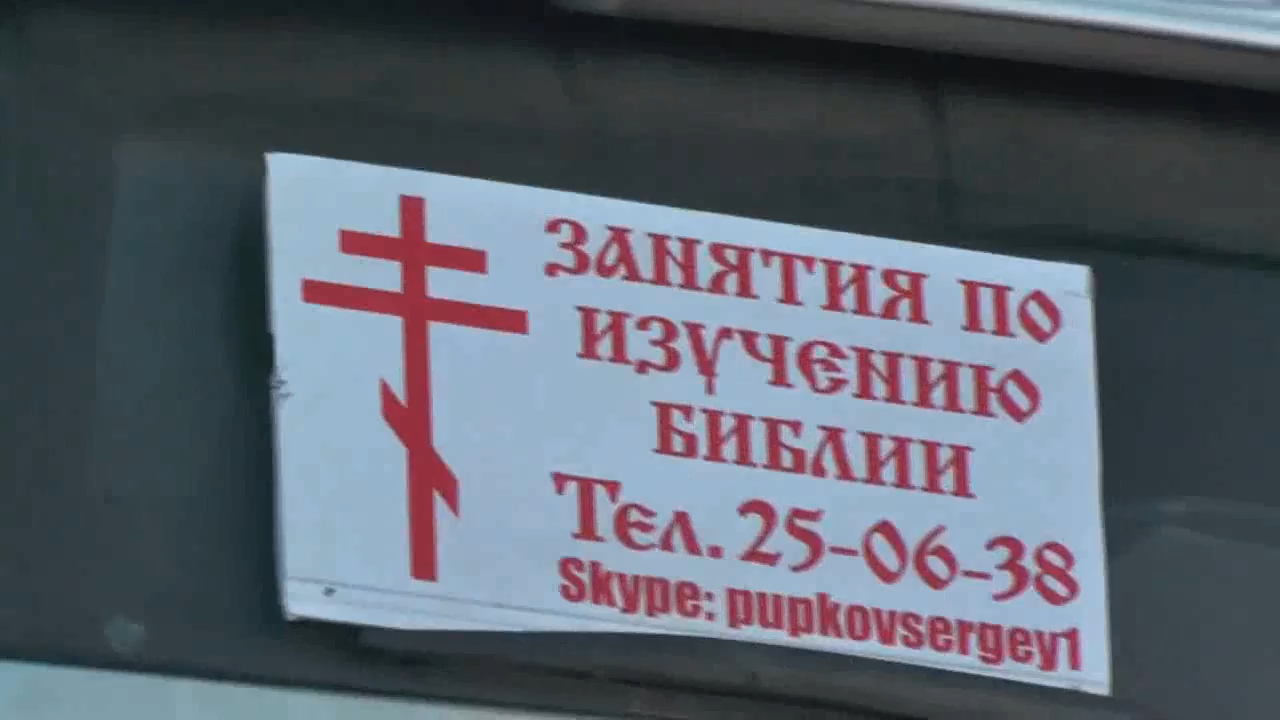 ЗАНЯТИЯ ПО
ИЗУЧЕНИЮ
БИБЛИИ
Тел. 25-06-38
Skype: pupkovsergey1